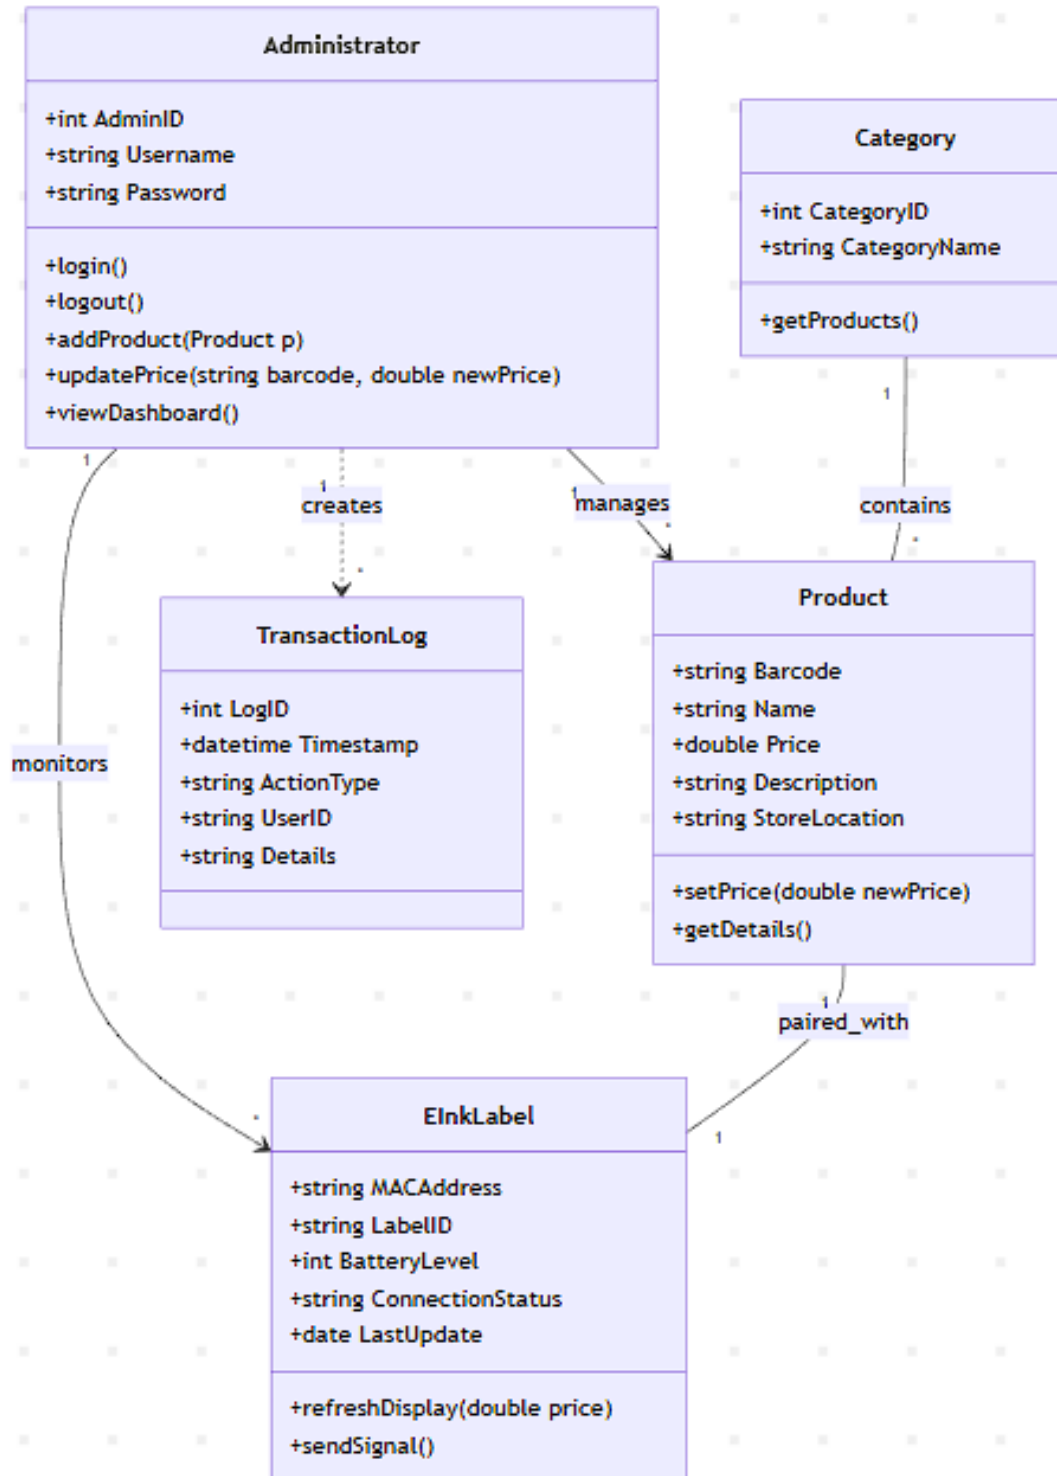 Administrator
+int AdminID
+string Username
+string Password
+login()
+logout()
+addProduct(Product p)
+updatePrice(string barcode, double newPrice)
+viewDashboard()
Category
+int CategoryID
+string CategoryName
+getProducts()
1
1
creates
*
1
manages
*
1
contains
*
monitors
*
TransactionLog
+int LogID
+datetime Timestamp
+string ActionType
+string UserID
+string Details
Product
+string Barcode
+string Name
+double Price
+string Description
+string StoreLocation
+setPrice(double newPrice)
+getDetails()
1
paired_with
1
EInkLabel
+string MACAddress
+string LabelID
+int BatteryLevel
+string ConnectionStatus
+date LastUpdate
+refreshDisplay(double price)
+sendSignal()